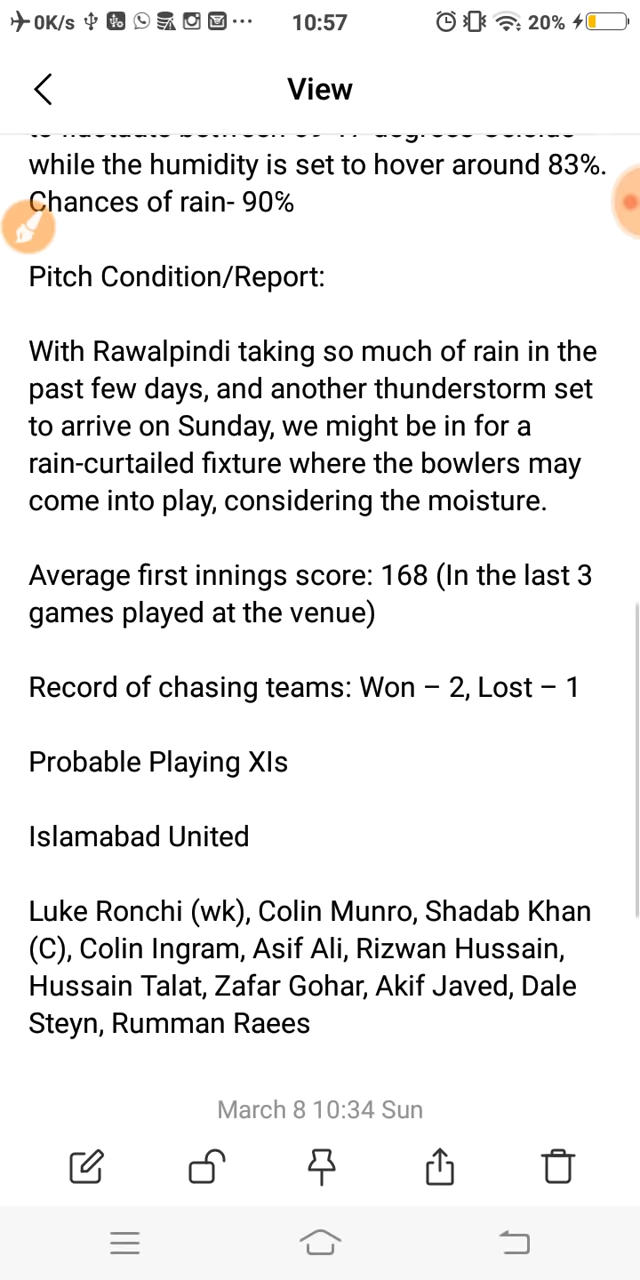 0K/s
10:57
20%
View
while the humidity is set to hover around 83%.
Chances of rain- 90%
Pitch Condition/Report:
With Rawalpindi taking so much of rain in the
past few days, and another thunderstorm set
to arrive on Sunday, we might be in for a
rain-curtailed fixture where the bowlers may
come into play, considering the moisture.
Average first innings score: 168 (In the last 3
games played at the venue)
Record of chasing teams: Won – 2, Lost – 1
Probable Playing XIs
Islamabad United
Luke Ronchi (wk), Colin Munro, Shadab Khan
(C), Colin Ingram, Asif Ali, Rizwan Hussain,
Hussain Talat, Zafar Gohar, Akif Javed, Dale
Steyn, Rumman Raees
March 8 10:34 Sun